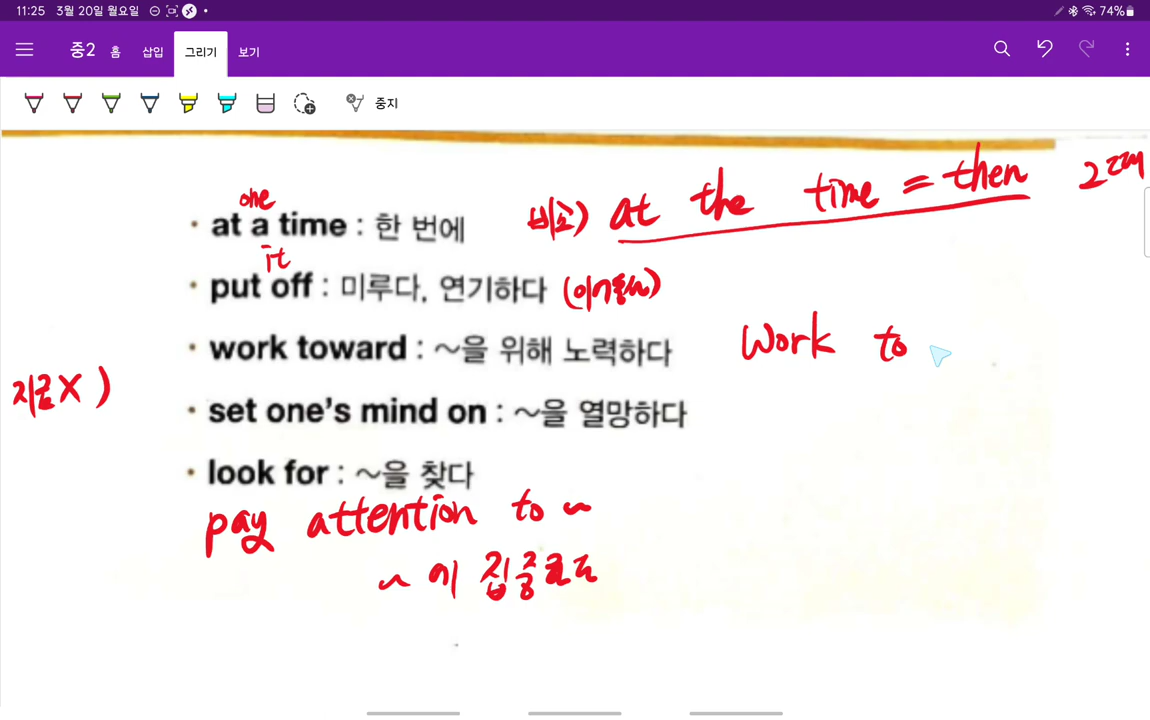 11:25 3월 20일 월요일 74%
중2 홈 삽입 그리기 보기
중지
one
at a time : 한 번에
비교) at the time = then
it
put off : 미루다, 연기하다 (이어동사)
work toward : ~을 위해 노력하다
work to
지금X )
set one's mind on : ~을 열망하다
look for : ~을 찾다
pay attention to ~
~에 집중